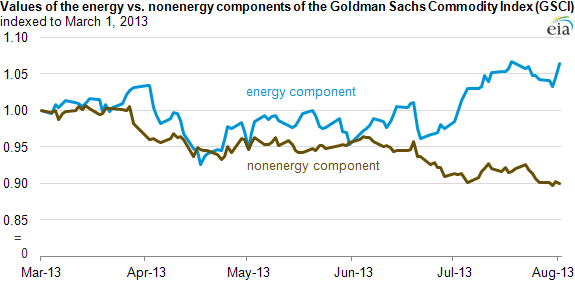 Values of the energy vs. nonenergy components of the Goldman Sachs Commodity Index (GSCI)
indexed to March 1, 2013
eia
1.10
1.05
energy component
1.00
0.95
nonenergy component
0.90
0.85
=
0
Mar-13 Apr-13 May-13 Jun-13 Jul-13 Aug-13